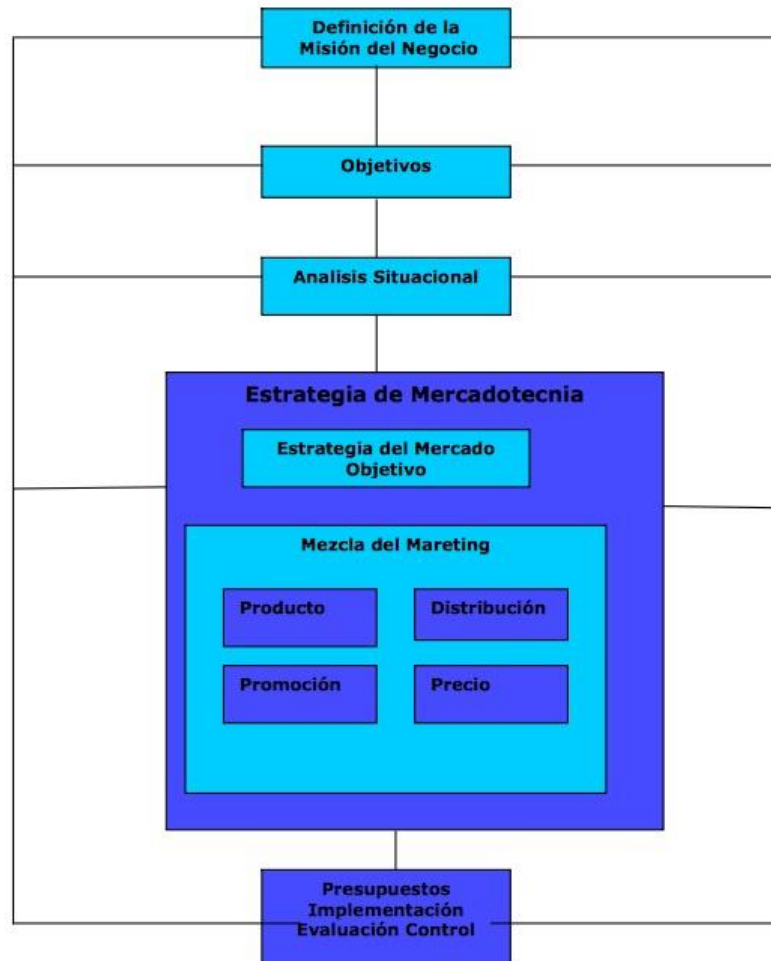 Definición de la
Misión del Negocio
Objetivos
Analisis Situacional
Estrategia de Mercadotecnia
Estrategia del Mercado
Objetivo
Mezcla del Mareting
Producto
Distribución
Promoción
Precio
Presupuestos
Implementación
Evaluación Control